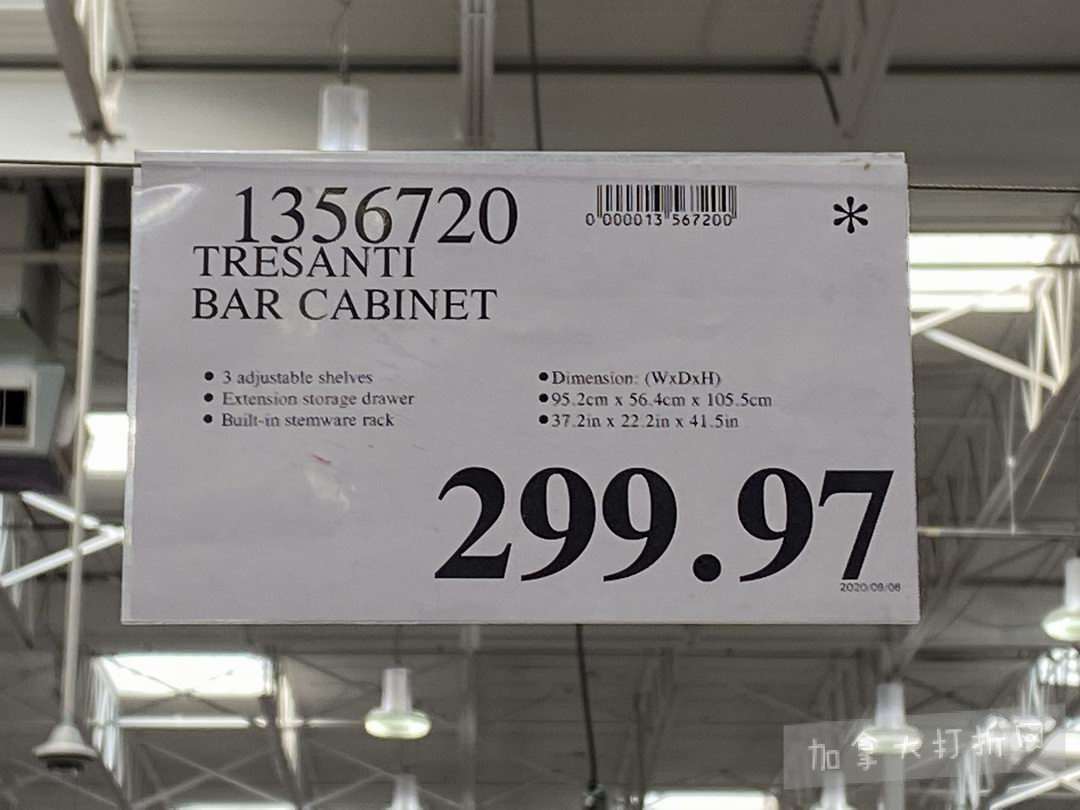 1356720
0 000013 567200
*
TRESANTI
BAR CABINET
• 3 adjustable shelves
• Extension storage drawer
• Built-in stemware rack
• Dimension: (WxDxH)
• 95.2cm x 56.4cm x 105.5cm
• 37.2in x 22.2in x 41.5in
299.97
2020/09/06
加拿大打折网